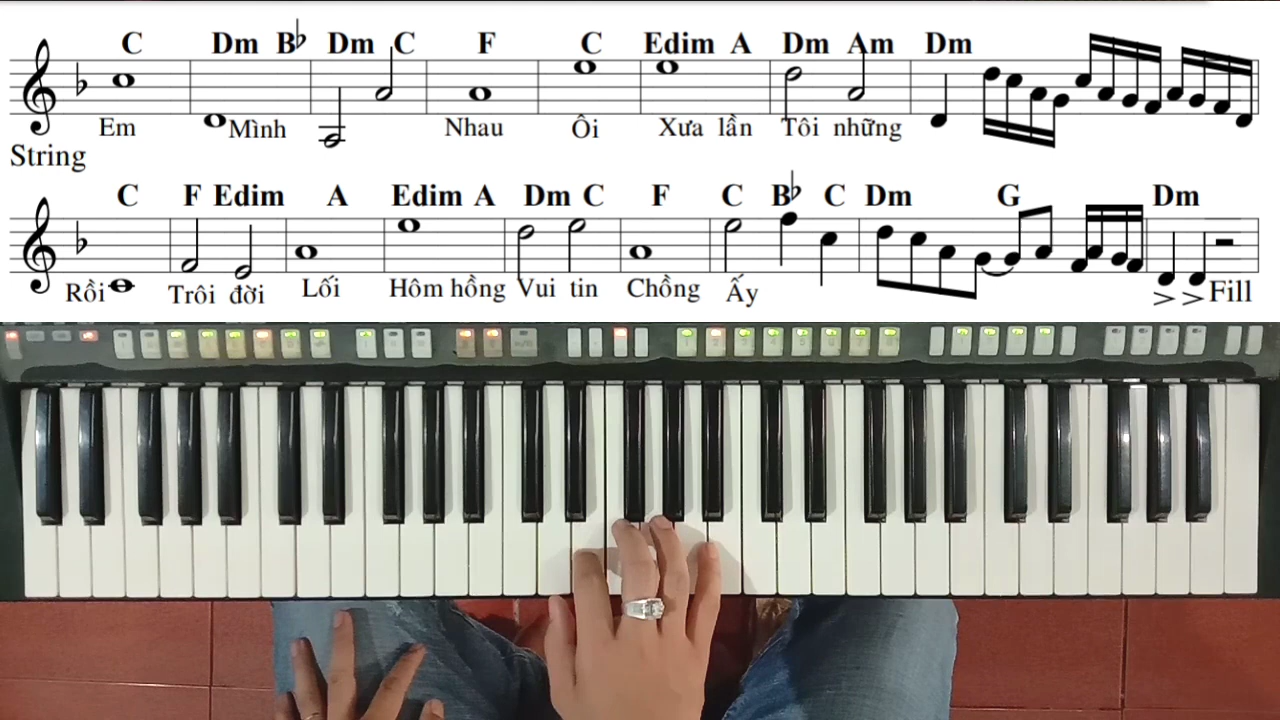 C Dm B♭ Dm C F C Edim A Dm Am Dm
Em Mình Nhau Ôi Xưa lần Tôi những
String
C F Edim A Edim A Dm C F C B♭ C Dm G Dm
Rồi Trôi đời Lối Hôm hồng Vui tin Chồng Ấy Fill